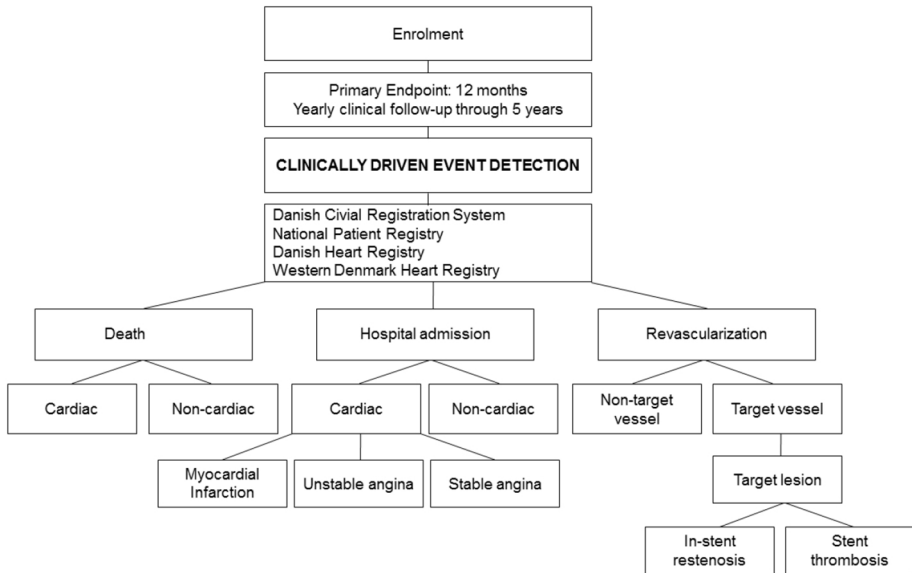 Enrolment
Primary Endpoint: 12 months
Yearly clinical follow-up through 5 years
CLINICALLY DRIVEN EVENT DETECTION
Danish Civial Registration System
National Patient Registry
Danish Heart Registry
Western Denmark Heart Registry
Death
Hospital admission
Revascularization
Cardiac
Non-cardiac
Cardiac
Non-cardiac
Non-target
vessel
Target vessel
Myocardial
Infarction
Unstable angina
Stable angina
Target lesion
In-stent
restenosis
Stent
thrombosis